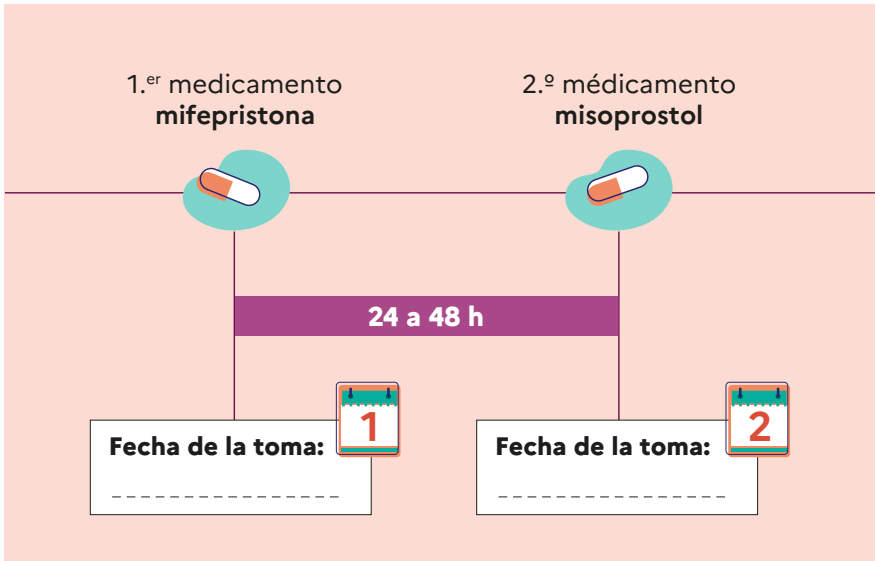 1.er medicamento
mifepristona
2.º médicamento
misoprostol
24 a 48 h
1
Fecha de la toma:
2
Fecha de la toma: